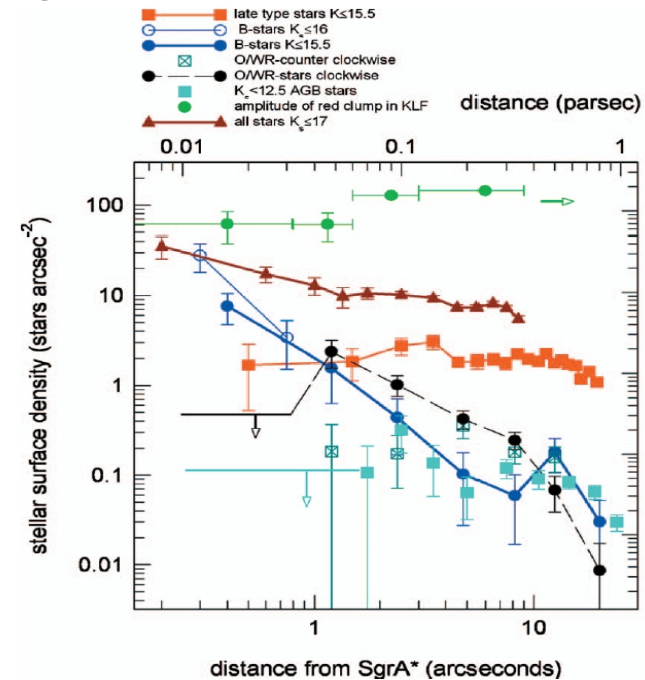 late type stars K≤15.5
B-stars Kₛ≤16
B-stars K≤15.5
O/WR-counter clockwise
O/WR-stars clockwise
Kₛ<12.5 AGB stars
amplitude of red clump in KLF
all stars Kₛ≤17
distance (parsec)
0.01 0.1 1
stellar surface density (stars arcsec⁻²)
100
10
1
0.1
0.01
1 10
distance from SgrA* (arcseconds)